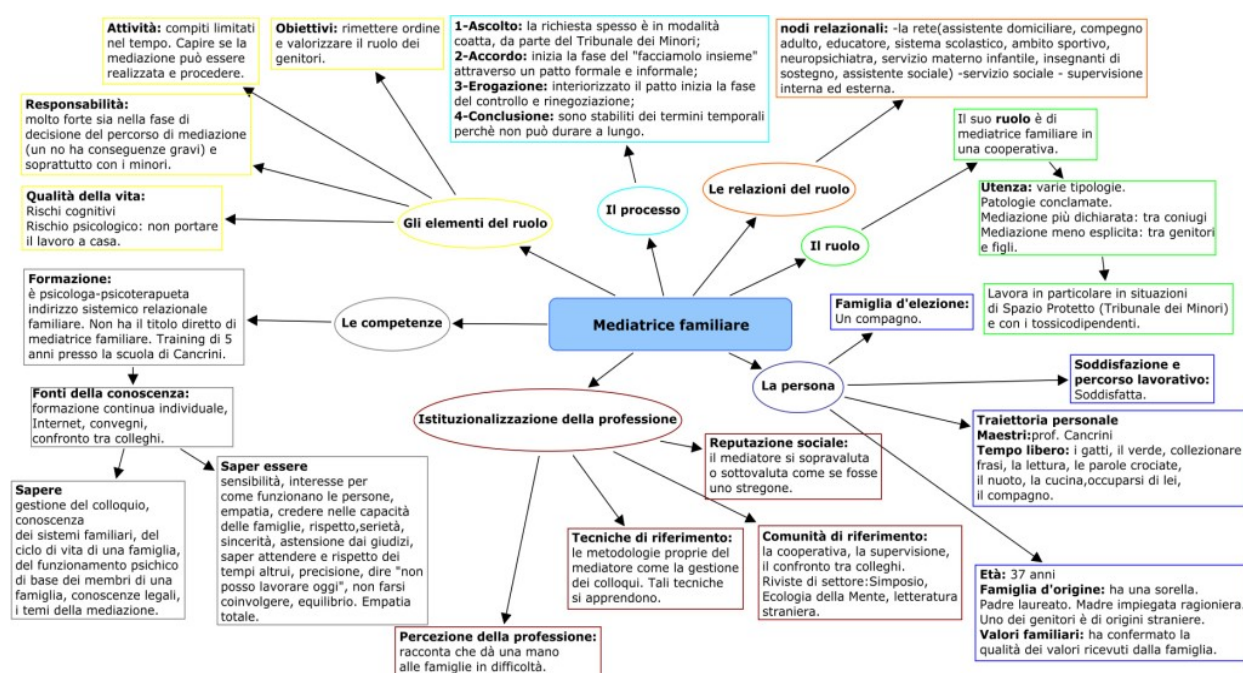 Attività: compiti limitati
nel tempo. Capire se la
mediazione può essere
realizzata e procedere.
Obiettivi: rimettere ordine
e valorizzare il ruolo dei
genitori.
1-Ascolto: la richiesta spesso è in modalità
coatta, da parte del Tribunale dei Minori;
2-Accordo: inizia la fase del "facciamolo insieme"
attraverso un patto formale e informale;
3-Erogazione: interiorizzato il patto inizia la fase
del controllo e rinegoziazione;
4-Conclusione: sono stabiliti dei termini temporali
perchè non può durare a lungo.
nodi relazionali: -la rete(assistente domiciliare, compegno
adulto, educatore, sistema scolastico, ambito sportivo,
neuropsichiatra, servizio materno infantile, insegnanti di
sostegno, assistente sociale) -servizio sociale - supervisione
interna ed esterna.
Responsabilità:
molto forte sia nella fase di
decisione del percorso di mediazione
(un no ha conseguenze gravi) e
soprattutto con i minori.
Il suo ruolo è di
mediatrice familiare in
una cooperativa.
Qualità della vita:
Rischi cognitivi
Rischio psicologico: non portare
il lavoro a casa.
Gli elementi del ruolo
Il processo
Le relazioni del ruolo
Il ruolo
Utenza: varie tipologie.
Patologie conclamate.
Mediazione più dichiarata: tra coniugi
Mediazione meno esplicita: tra genitori
e figli.
Lavora in particolare in situazioni
di Spazio Protetto (Tribunale dei Minori)
e con i tossicodipendenti.
Formazione:
è psicologa-psicoterapueta
indirizzo sistemico relazionale
familiare. Non ha il titolo diretto di
mediatrice familiare. Training di 5
anni presso la scuola di Cancrini.
Le competenze
Mediatrice familiare
Famiglia d'elezione:
Un compagno.
La persona
Soddisfazione e
percorso lavorativo:
Soddisfatta.
Fonti della conoscenza:
formazione continua individuale,
Internet, convegni,
confronto tra colleghi.
Istituzionalizzazione della professione
Traiettoria personale
Maestri:prof. Cancrini
Tempo libero: i gatti, il verde, collezionare
frasi, la lettura, le parole crociate,
il nuoto, la cucina,occuparsi di lei,
il compagno.
Reputazione sociale:
il mediatore si sopravaluta
o sottovaluta come se fosse
uno stregone.
Sapere
gestione del colloquio,
conoscenza
dei sistemi familiari, del
ciclo di vita di una famiglia,
del funzionamento psichico
di base dei membri di una
famiglia, conoscenze legali,
i temi della mediazione.
Saper essere
sensibilità, interesse per
come funzionano le persone,
empatia, credere nelle capacità
delle famiglie, rispetto,serietà,
sincerità, astensione dai giudizi,
saper attendere e rispetto dei
tempi altrui, precisione, dire "non
posso lavorare oggi", non farsi
coinvolgere, equilibrio. Empatia
totale.
Tecniche di riferimento:
le metodologie proprie del
mediatore come la gestione
dei colloqui. Tali tecniche
si apprendono.
Comunità di riferimento:
la cooperativa, la supervisione,
il confronto tra colleghi.
Riviste di settore:Simposio,
Ecologia della Mente, letteratura
straniera.
Età: 37 anni
Famiglia d'origine: ha una sorella.
Padre laureato. Madre impiegata ragioniera.
Uno dei genitori è di origini straniere.
Valori familiari: ha confermato la
qualità dei valori ricevuti dalla famiglia.
Percezione della professione:
racconta che dà una mano
alle famiglie in difficoltà.